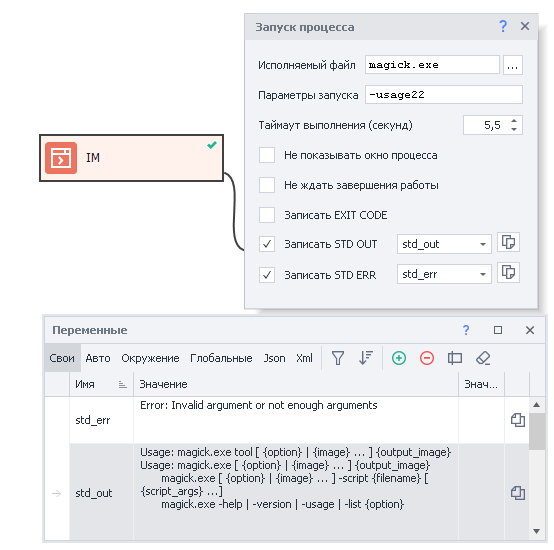 Запуск процесса ?
Исполняемый файл magick.exe ...
Параметры запуска -usage22
Таймаут выполнения (секунд) 5,5
IM
Не показывать окно процесса
Не ждать завершения работы
Записать EXIT CODE
Записать STD OUT std_out
Записать STD ERR std_err
Переменные ?
Свои Авто Окружение Глобальные Json Xml
Имя Значение Знач...
std_err Error: Invalid argument or not enough arguments
std_out
Usage: magick.exe tool [ {option} | {image} ... ] {output_image}
Usage: magick.exe [ {option} | {image} ... ] {output_image}
magick.exe [ {option} | {image} ... ] -script {filename} [
{script_args} ...]
magick.exe -help | -version | -usage | -list {option}